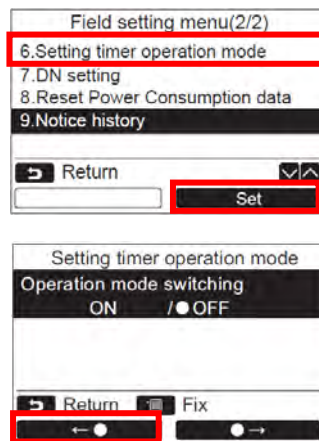 Field setting menu(2/2)
6.Setting timer operation mode
7.DN setting
8.Reset Power Consumption data
9.Notice history
Return
Set
Setting timer operation mode
Operation mode switching
ON /●OFF
Return Fix
←● ●→